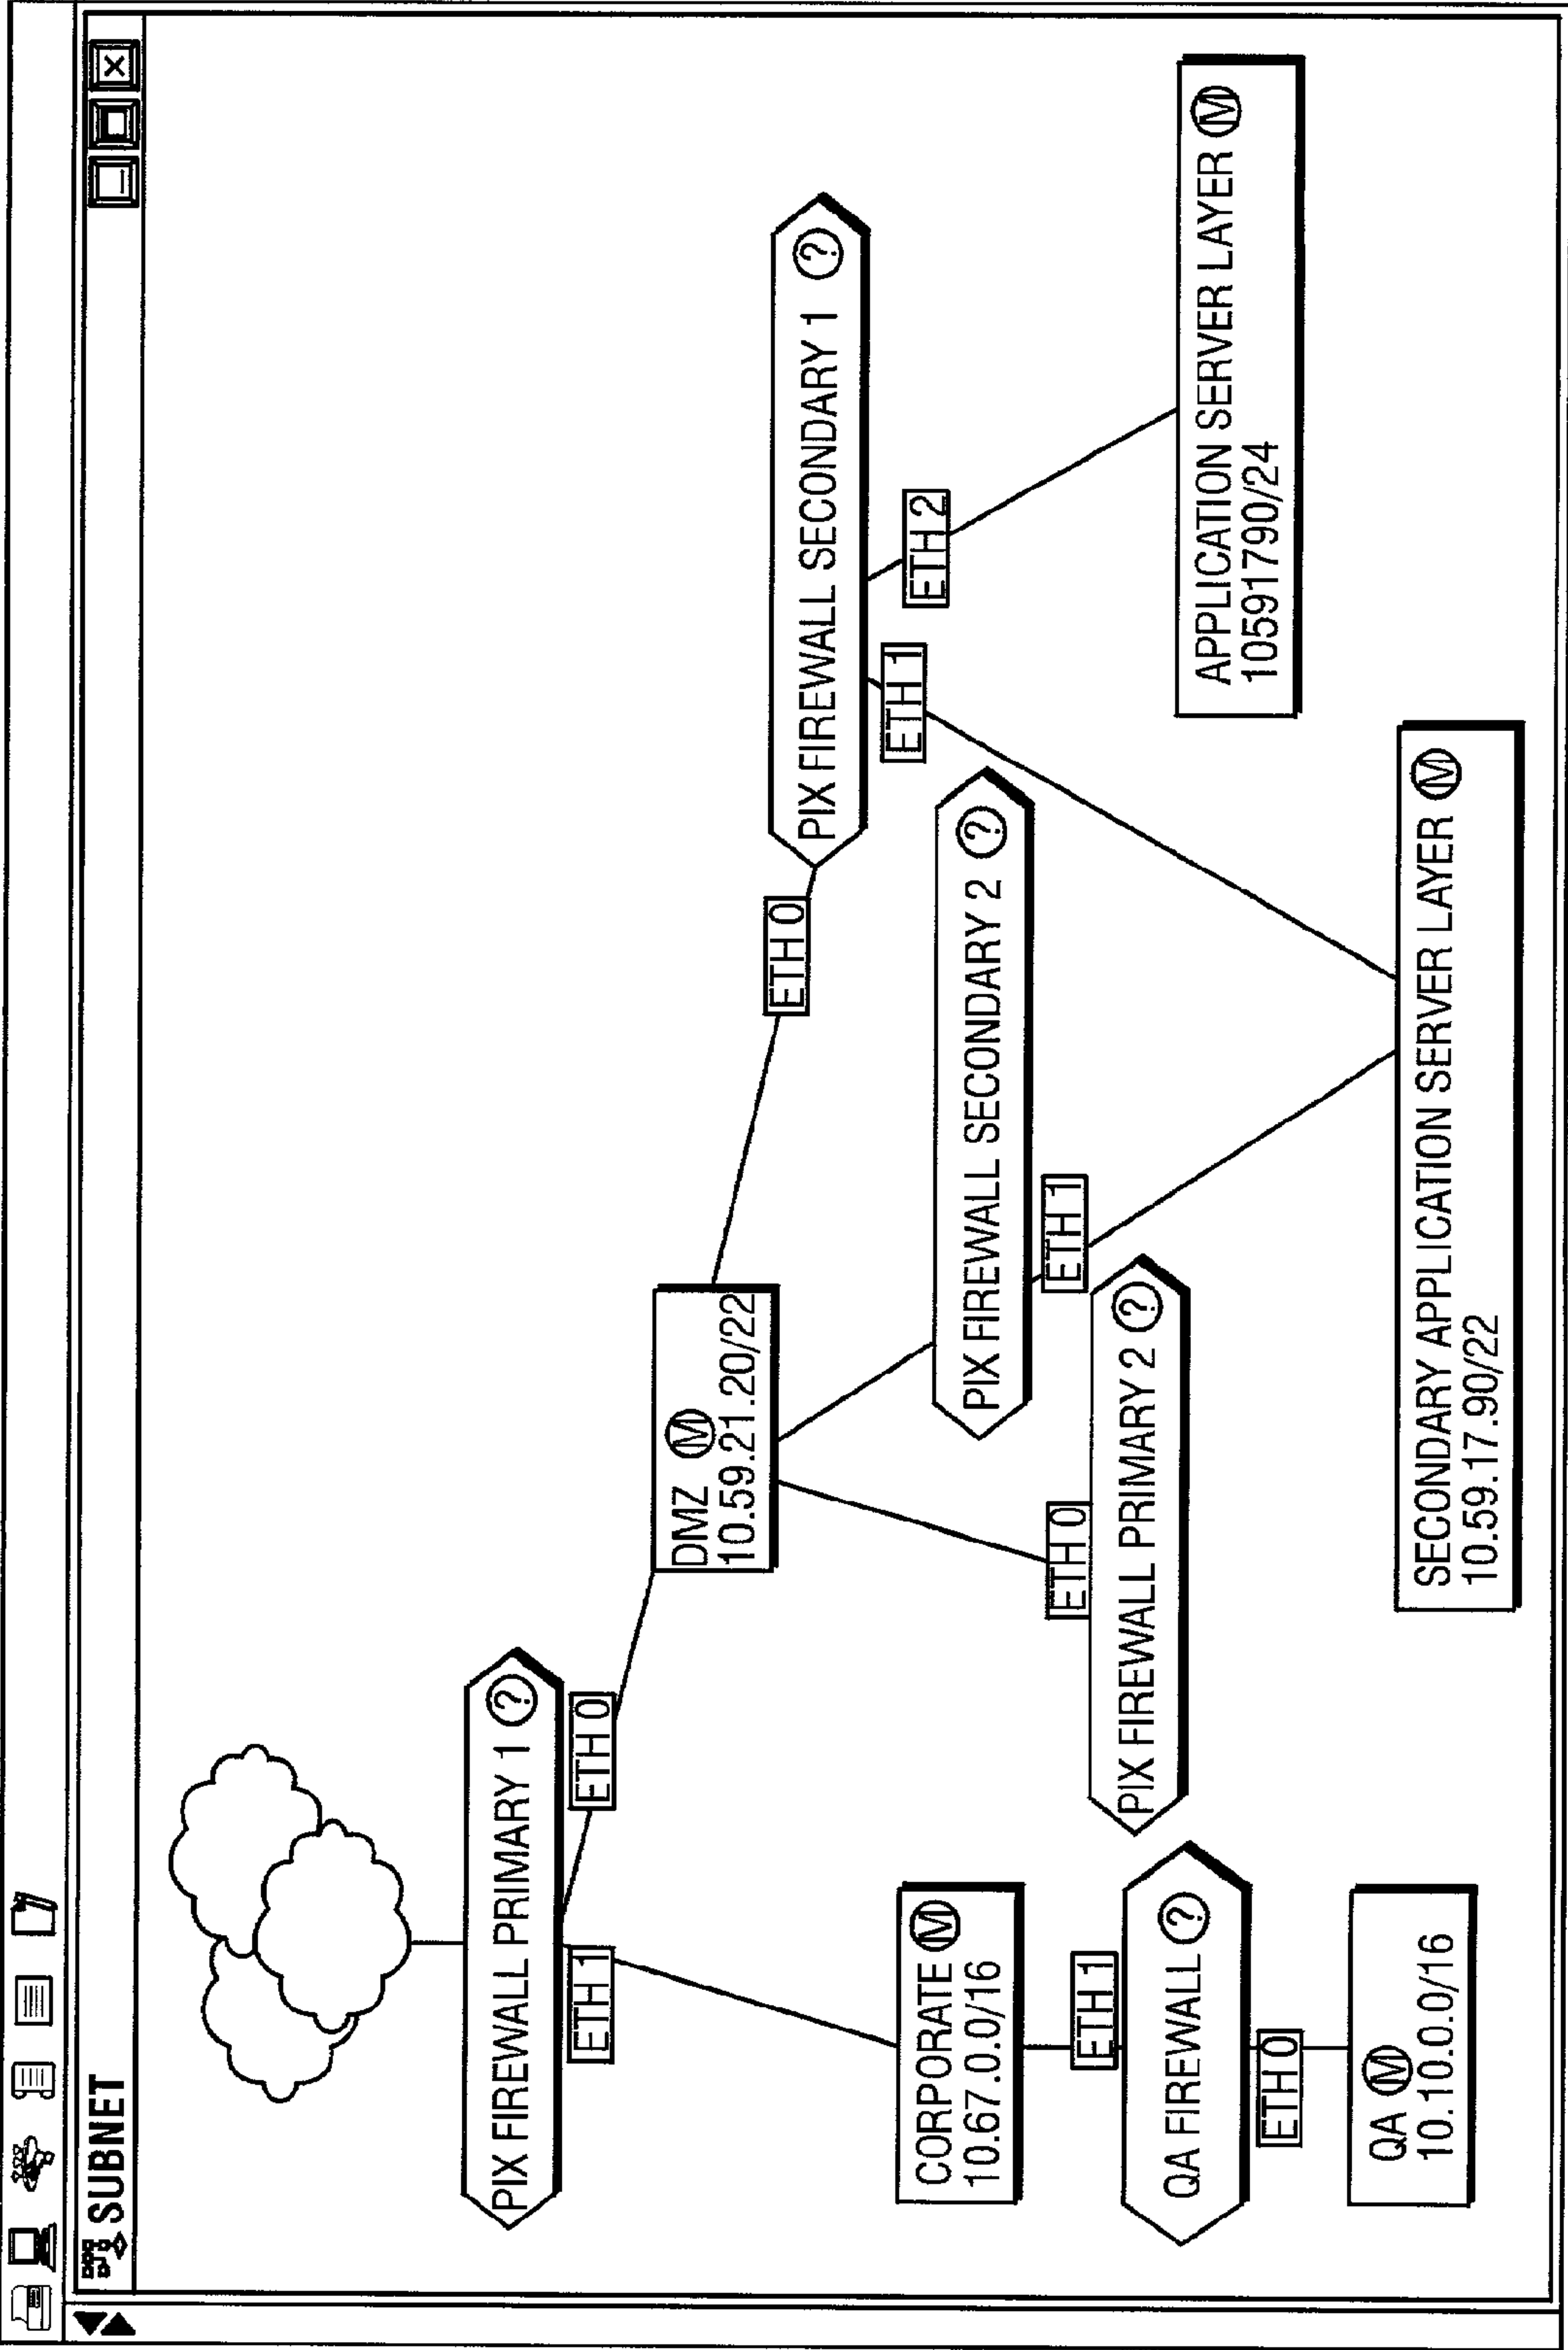 SUBNET
PIX FIREWALL PRIMARY 1 ?
ETH 1
ETH 0
DMZ M
10.59.21.20/22
ETH 0
PIX FIREWALL SECONDARY 1 ?
ETH 1
ETH 2
CORPORATE M
10.67.0.0/16
PIX FIREWALL SECONDARY 2 ?
ETH 0
ETH 1
ETH 1
PIX FIREWALL PRIMARY 2 ?
QA FIREWALL ?
APPLICATION SERVER LAYER M
10591790/24
ETH 0
QA M
10.10.0.0/16
SECONDARY APPLICATION SERVER LAYER M
10.59.17.90/22